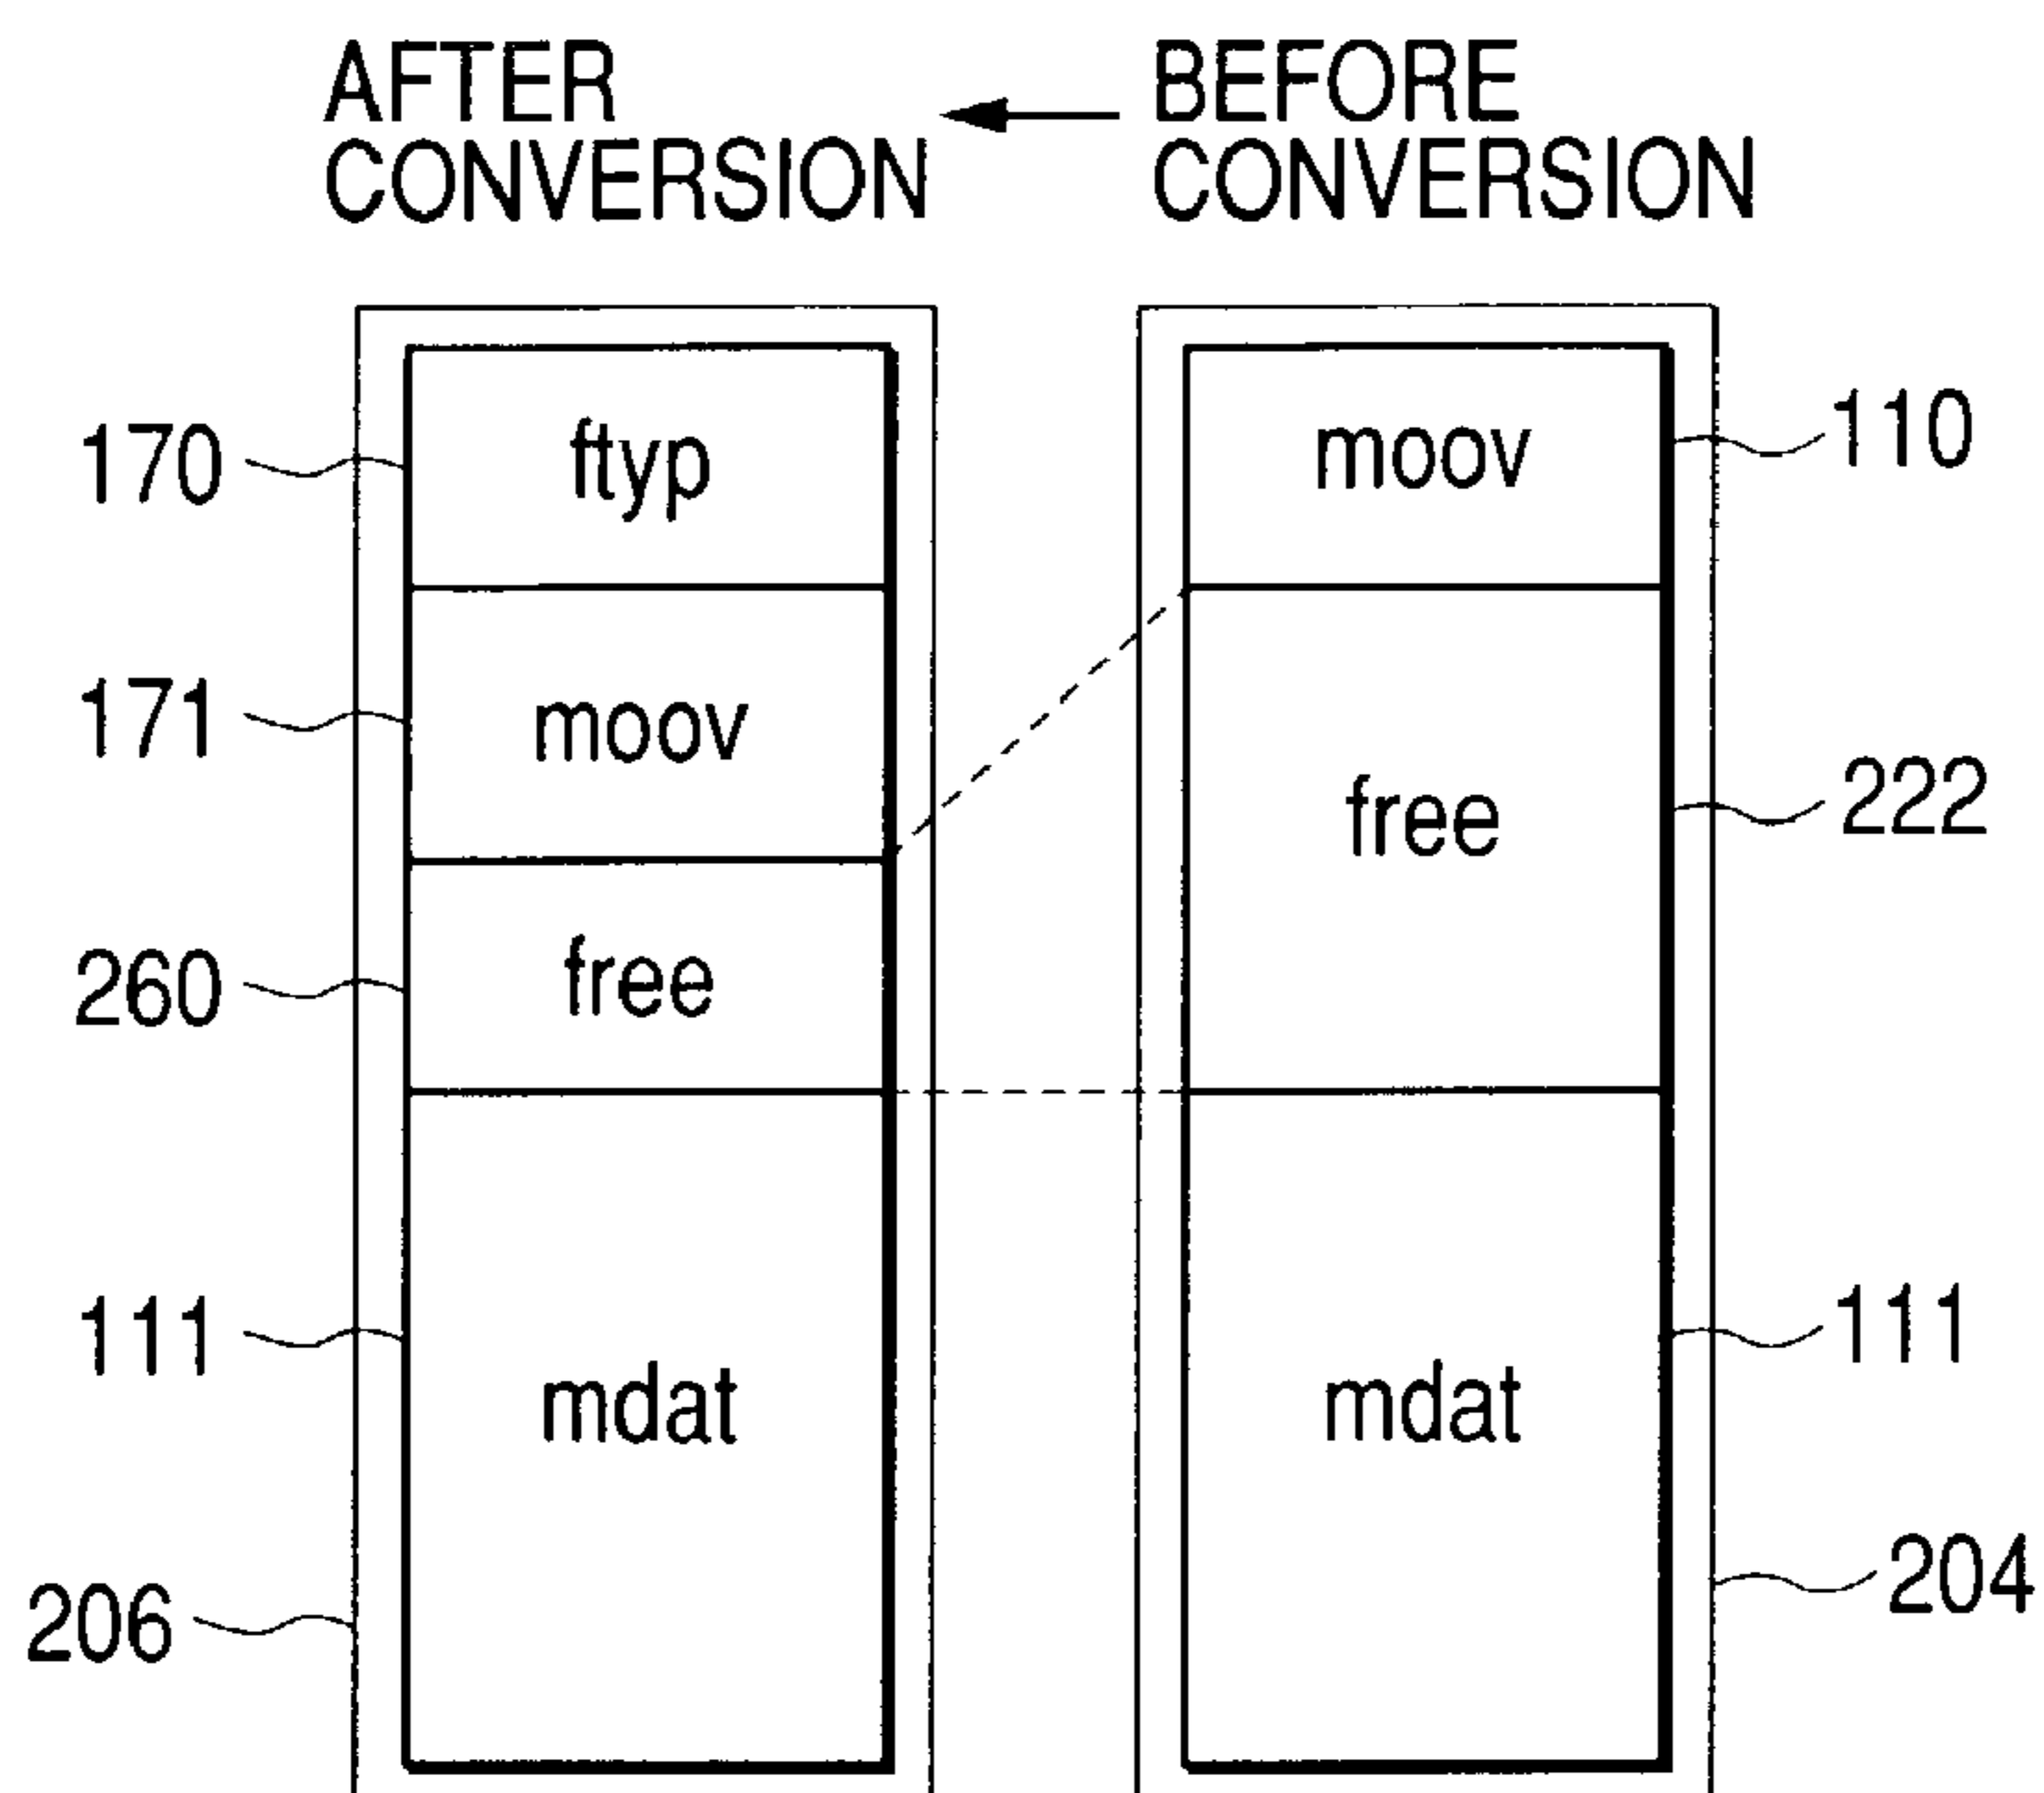 AFTER
CONVERSION
BEFORE
CONVERSION
170
ftyp
moov
110
171
moov
free
222
260
free
111
mdat
mdat
111
206
204